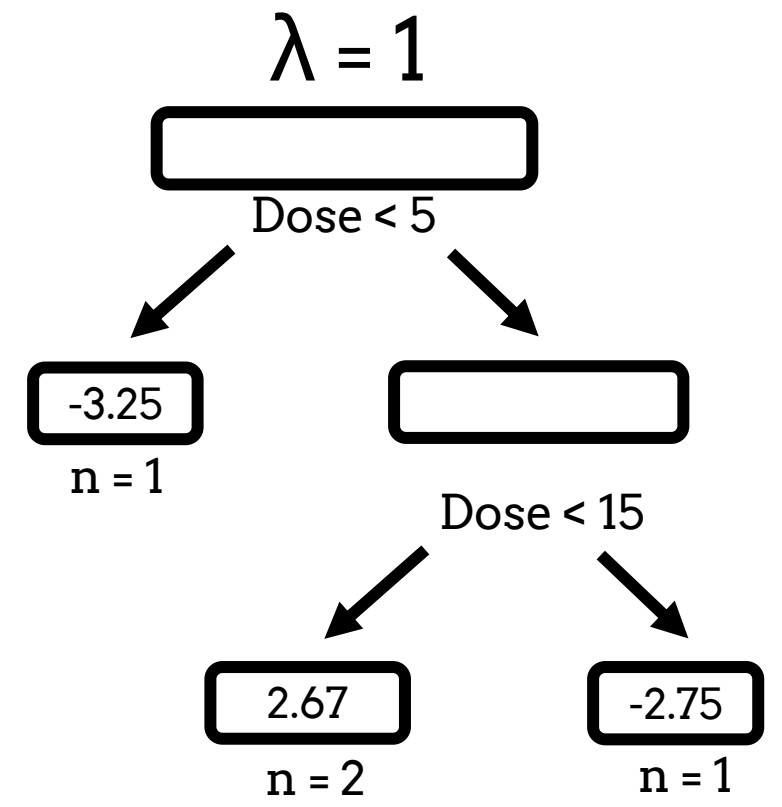 λ = 1
Dose < 5
-3.25
n = 1
Dose < 15
2.67
-2.75
n = 2
n = 1